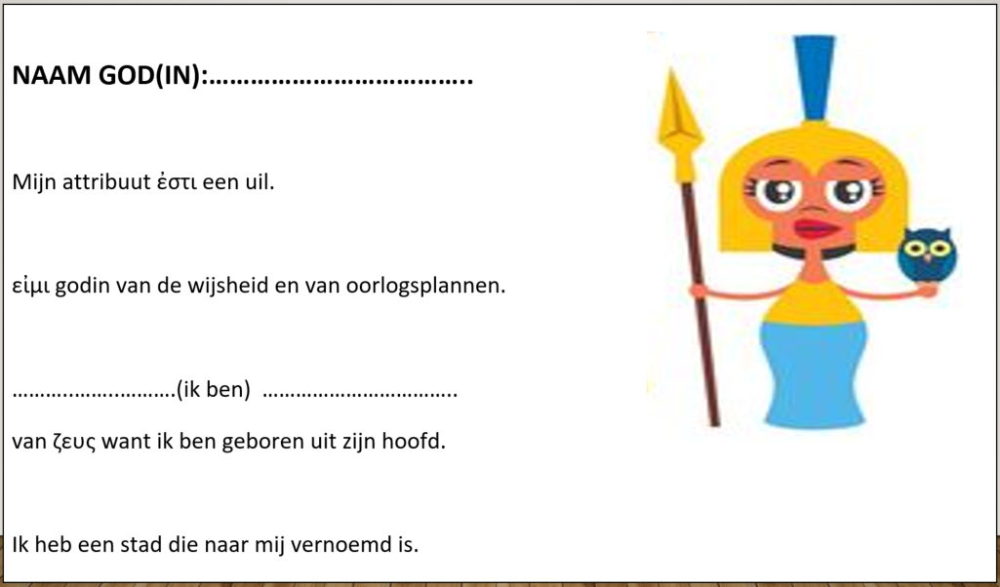 NAAM GOD(IN):………………………………..
Mijn attribuut ἐστι een uil.
εἰμι godin van de wijsheid en van oorlogsplannen.
………..……..……….(ik ben) ……………………………..
van ζευς want ik ben geboren uit zijn hoofd.
Ik heb een stad die naar mij vernoemd is.